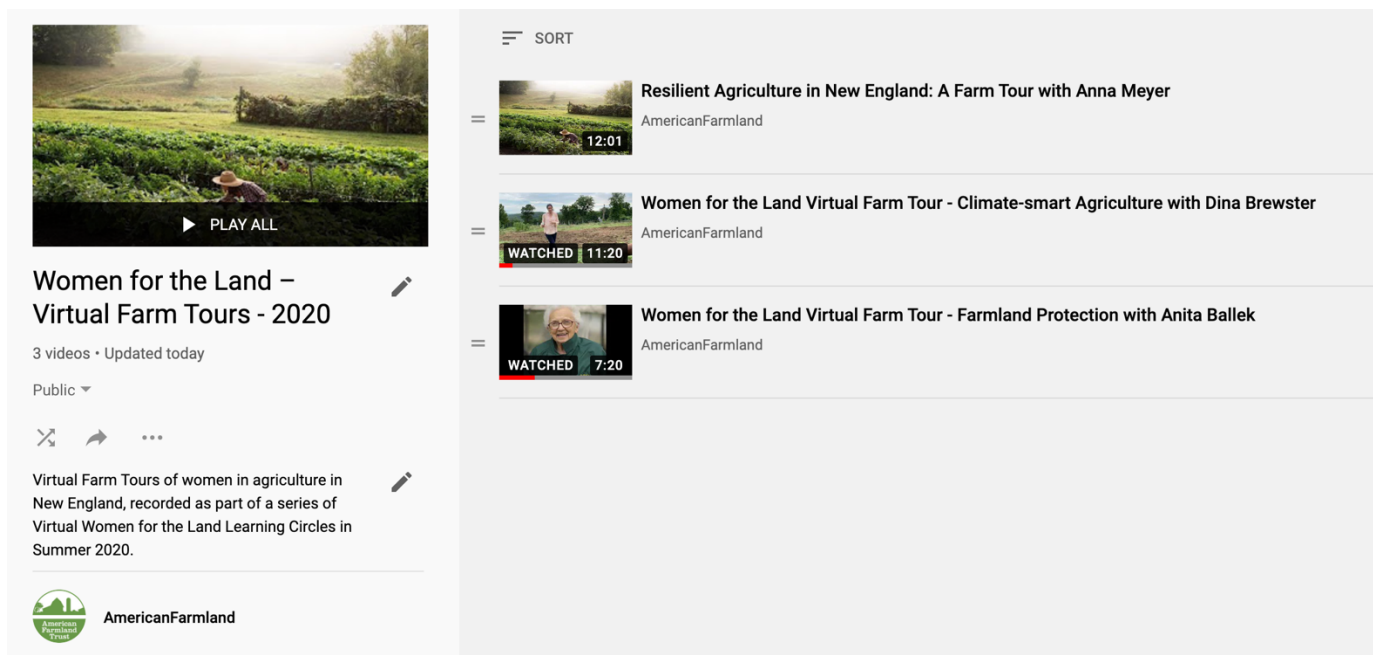 PLAY ALL
Women for the Land –
Virtual Farm Tours - 2020
3 videos • Updated today
Public
Virtual Farm Tours of women in agriculture in
New England, recorded as part of a series of
Virtual Women for the Land Learning Circles in
Summer 2020.
American
Farmland
Trust
AmericanFarmland
SORT
12:01
Resilient Agriculture in New England: A Farm Tour with Anna Meyer
AmericanFarmland
WATCHED 11:20
Women for the Land Virtual Farm Tour - Climate-smart Agriculture with Dina Brewster
AmericanFarmland
WATCHED 7:20
Women for the Land Virtual Farm Tour - Farmland Protection with Anita Ballek
AmericanFarmland